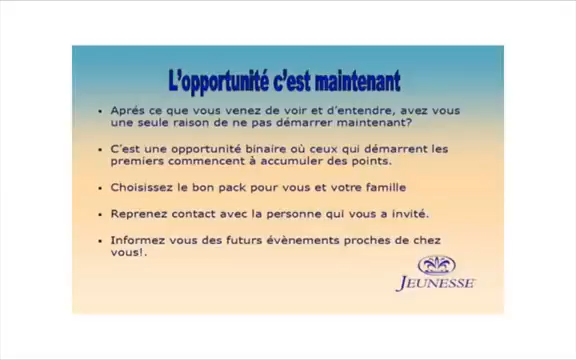 L'opportunité c'est maintenant
• Aprés ce que vous venez de voir et d'entendre, avez vous
une seule raison de ne pas démarrer maintenant?
• C'est une opportunité binaire où ceux qui démarrent les
premiers commencent à accumuler des points.
• Choisissez le bon pack pour vous et votre famille
• Reprenez contact avec la personne qui vous a invité.
• Informez vous des futurs évènements proches de chez
vous!.
JEUNESSE